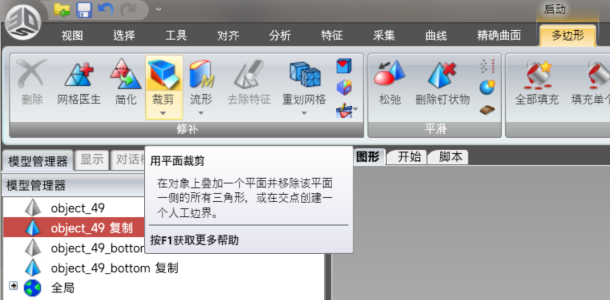 启动
视图 选择 工具 对齐 分析 特征 采集 曲线 精确曲面 多边形
删除 网格医生 简化 裁剪 流形 去除特征 重划网格 松弛 删除钉状物 全部填充 填充单个
修补 平滑
模型管理器 显示 图形 开始 脚本
用平面裁剪
在对象上叠加一个平面并移除该平面
一侧的所有三角形，或在交点创建一
个人工边界。
按F1获取更多帮助
模型管理器
object_49
object_49 复制
object_49_bottom
object_49_bottom 复制
全局